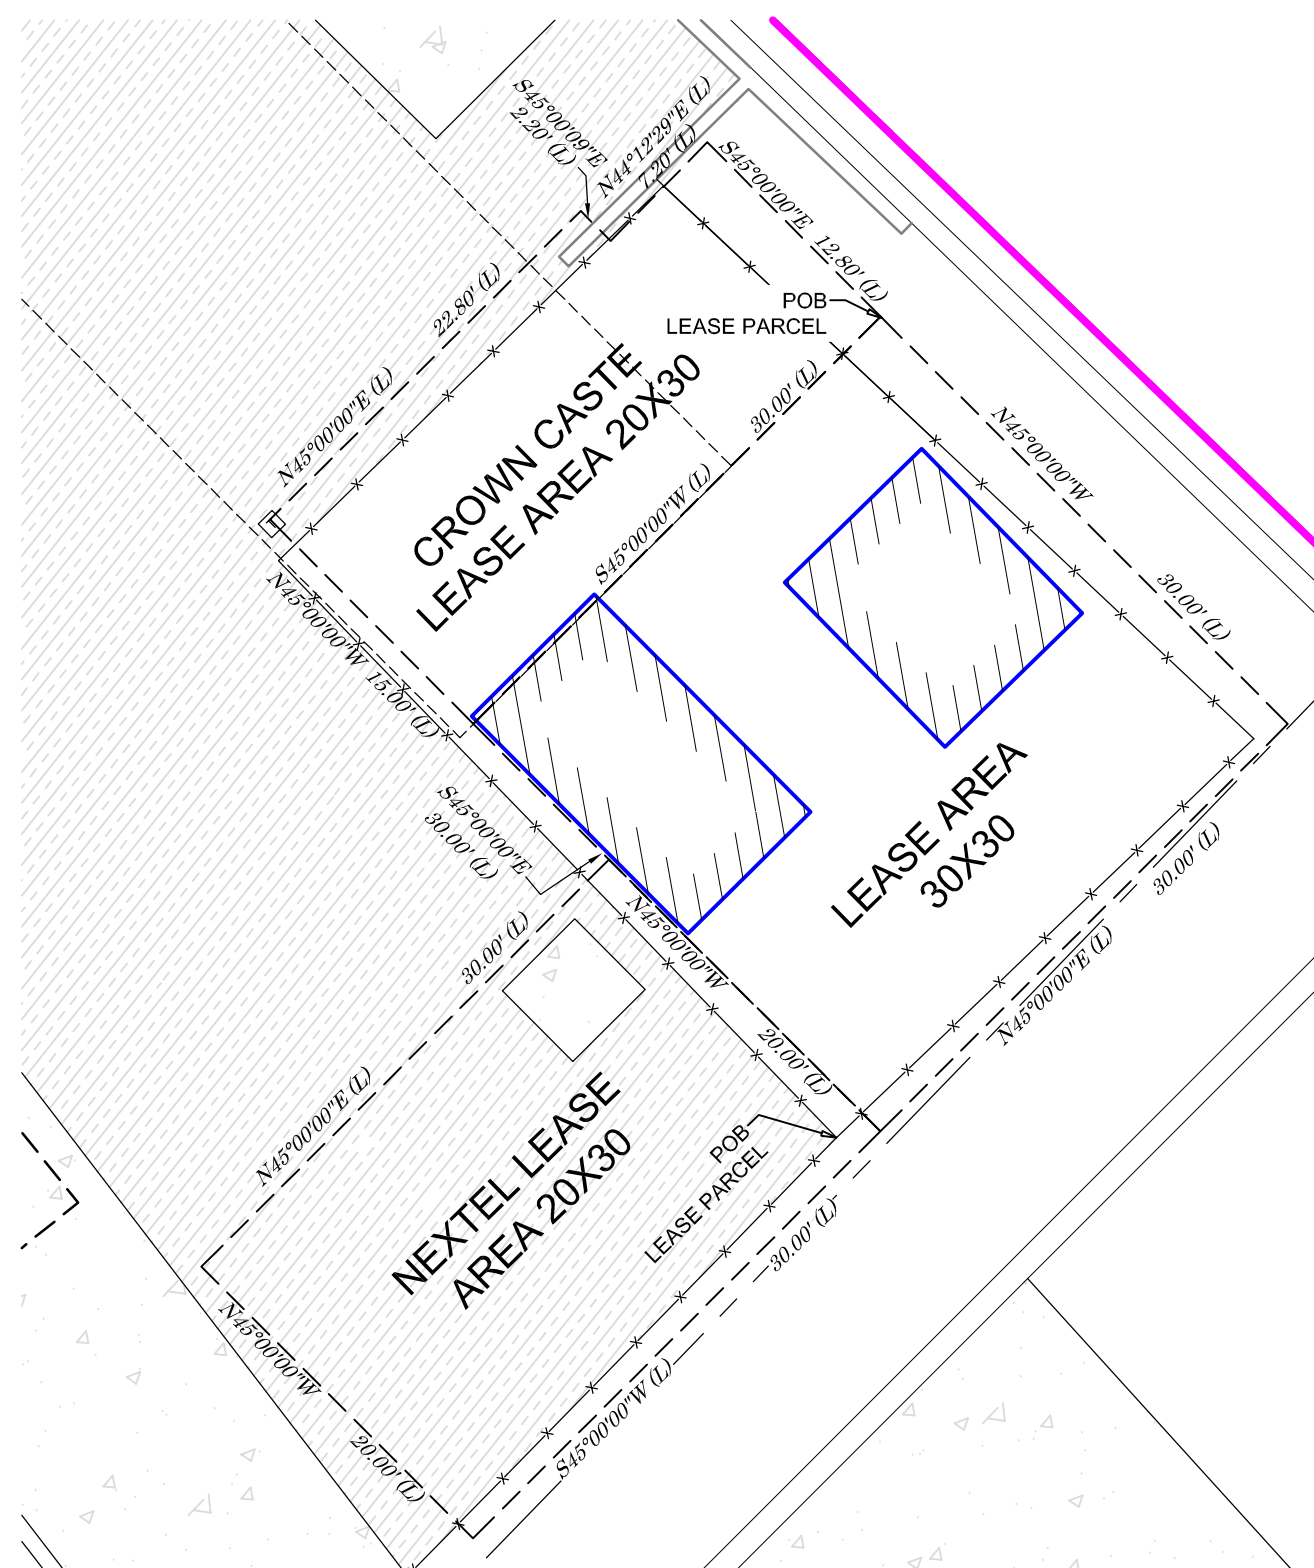 S45°00'09"E
2.20' (L)
N44°12'29"E (L)
7.20' (L)
S45°00'00"E 12.80' (L)
22.80' (L)
N45°00'00"E (L)
POB
LEASE PARCEL
30.00' (L)
S45°00'00"W (L)
CROWN CASTE
LEASE AREA 20X30
N45°00'00"W
30.00' (L)
N45°00'00"W 15.00' (L)
S45°00'00"E
30.00' (L)
LEASE AREA
30X30
30.00' (L)
N45°00'00"E (L)
30.00' (L)
N45°00'00"E (L)
N45°00'00"W
20.00' (L)
NEXTEL LEASE
AREA 20X30
POB
LEASE PARCEL
30.00' (L)
S45°00'00"W (L)
N45°00'00"W
20.00' (L)